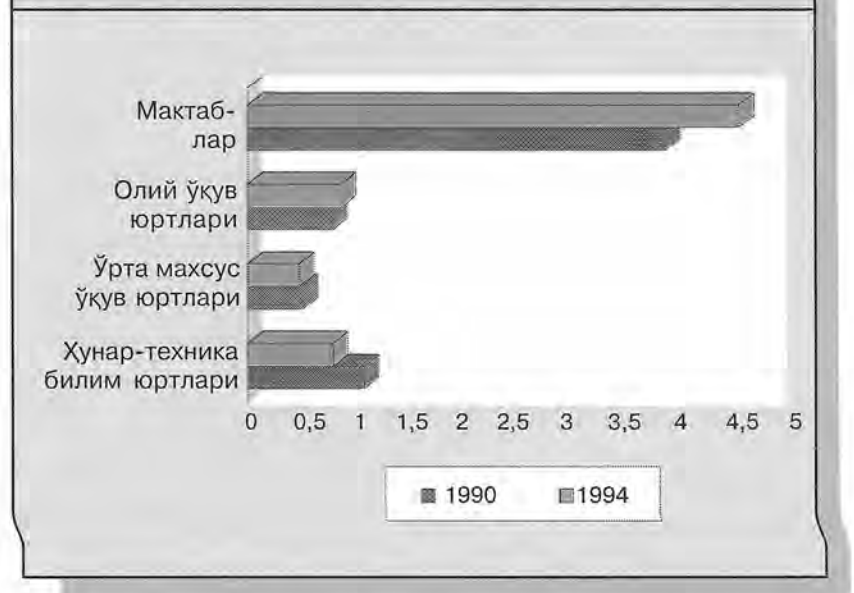 Мактаб-
лар
Олий ўқув
юртлари
Ўрта махсус
ўқув юртлари
Ҳунар-техника
билим юртлари
0 0,5 1 1,5 2 2,5 3 3,5 4 4,5 5
1990 1994